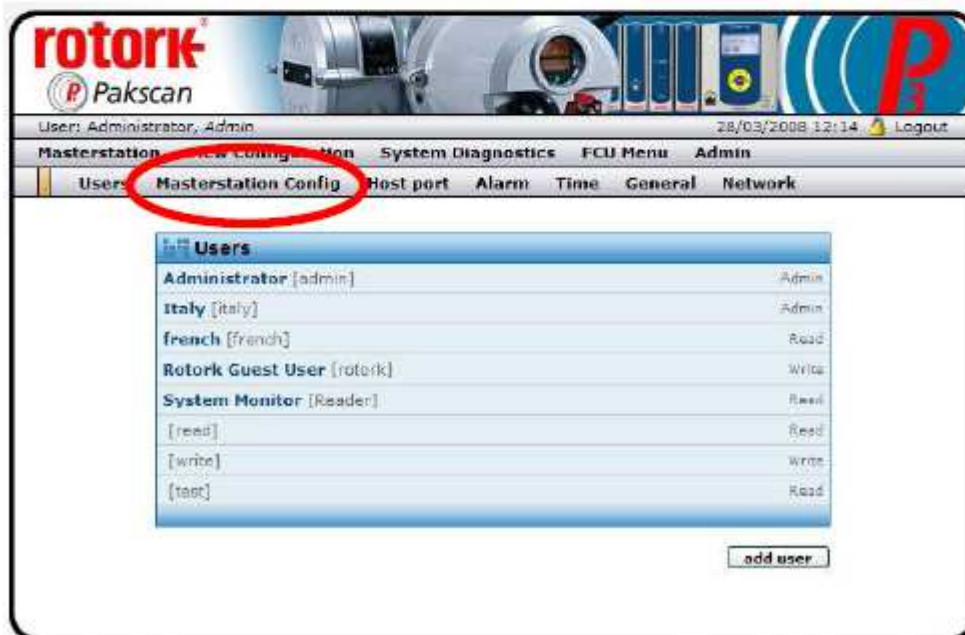 rotork
Pakscan
P3
User: Administrator, Admin 28/03/2008 12:14 Logout
Masterstation View Configuration System Diagnostics FCU Menu Admin
Users Masterstation Config Host port Alarm Time General Network
Users
Administrator [admin] Admin
Italy [italy] Admin
french [french] Read
Rotork Guest User [rotork] Write
System Monitor [Reader] Read
[read] Read
[write] Write
[test] Read
add user